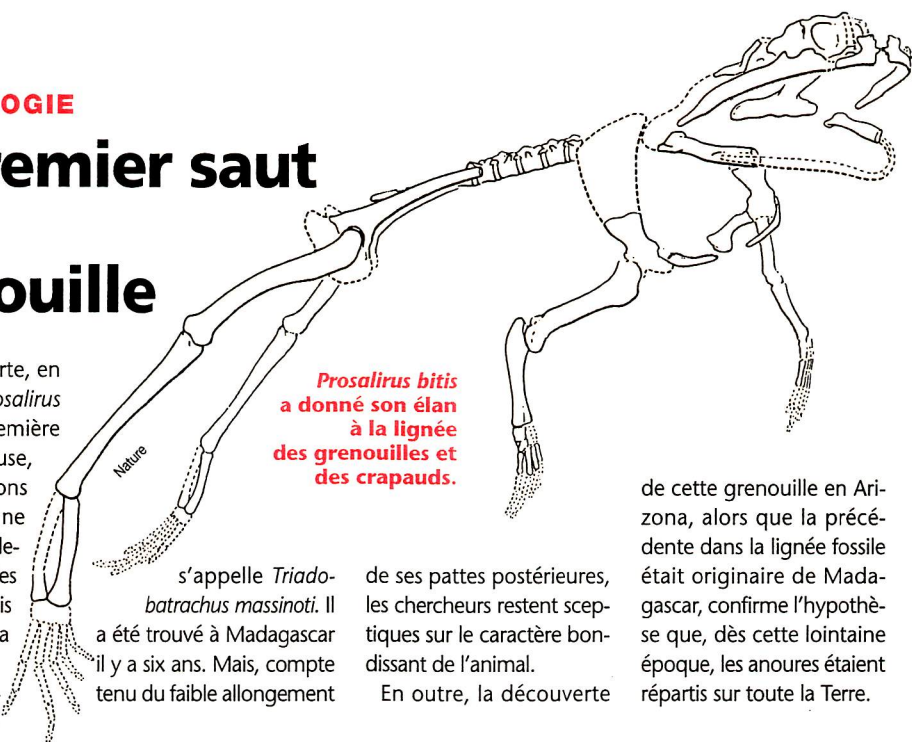 OGIE
emier saut
ouille
rte, en
osalirus
emière
use,
ons
ne
le-
es
is
a
Nature
Prosalirus bitis
a donné son élan
à la lignée
des grenouilles et
des crapauds.
s'appelle Triado-
batrachus massinoti. Il
a été trouvé à Madagascar
il y a six ans. Mais, compte
tenu du faible allongement
de ses pattes postérieures,
les chercheurs restent scep-
tiques sur le caractère bon-
dissant de l'animal.
En outre, la découverte
de cette grenouille en Ari-
zona, alors que la précé-
dente dans la lignée fossile
était originaire de Mada-
gascar, confirme l'hypothè-
se que, dès cette lointaine
époque, les anoures étaient
répartis sur toute la Terre.